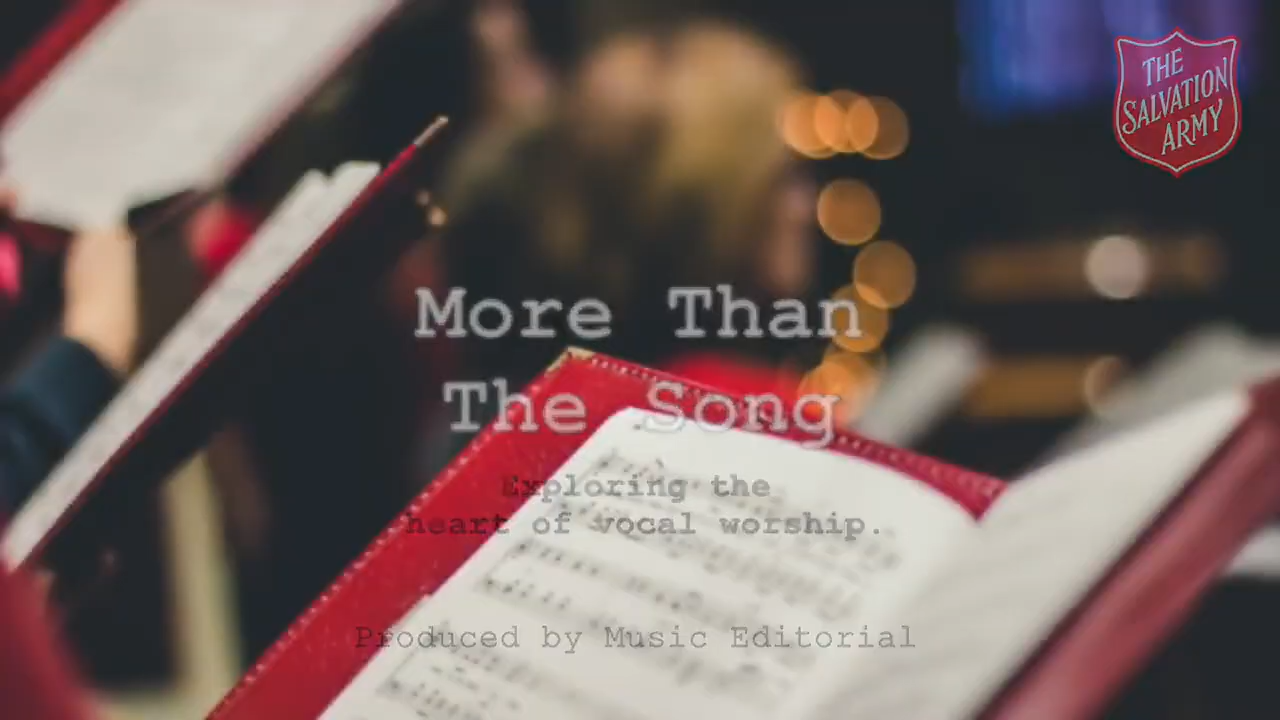 THE
SALVATION
ARMY
More Than
The Song
Exploring the
heart of vocal worship.
Produced by Music Editorial